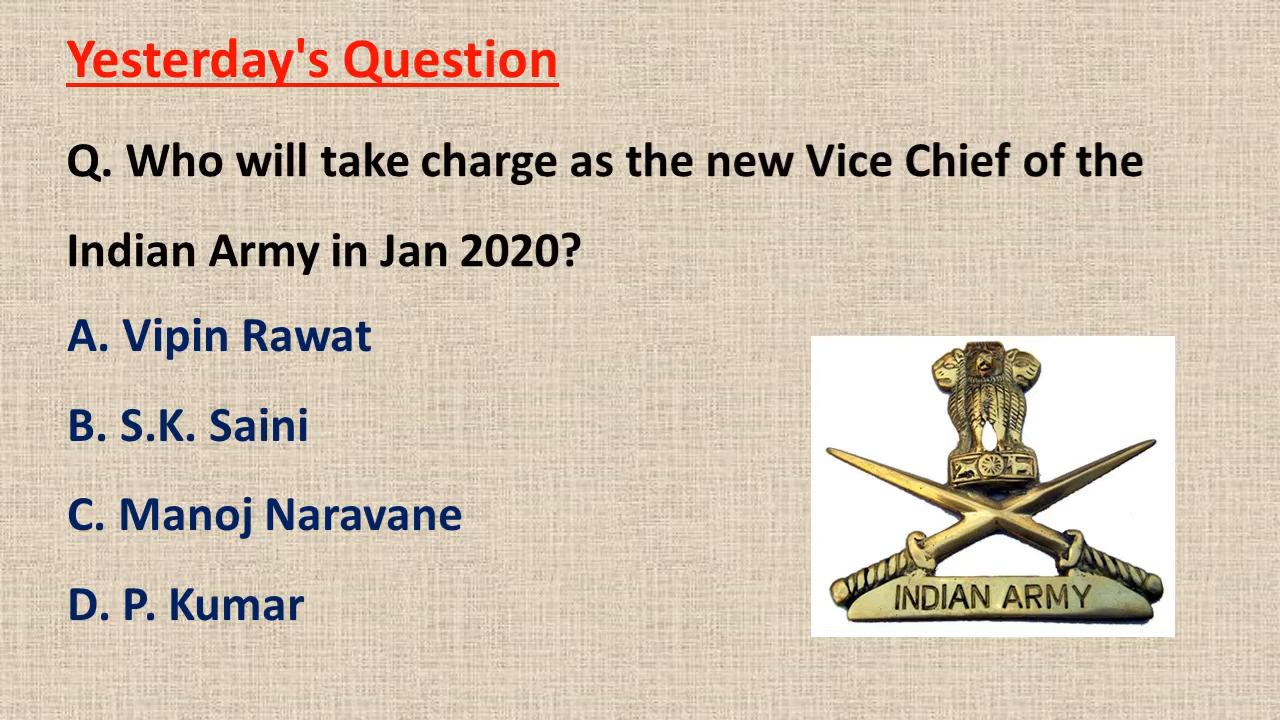 Yesterday's Question
Q. Who will take charge as the new Vice Chief of the
Indian Army in Jan 2020?
A. Vipin Rawat
B. S.K. Saini
C. Manoj Naravane
D. P. Kumar
INDIAN ARMY